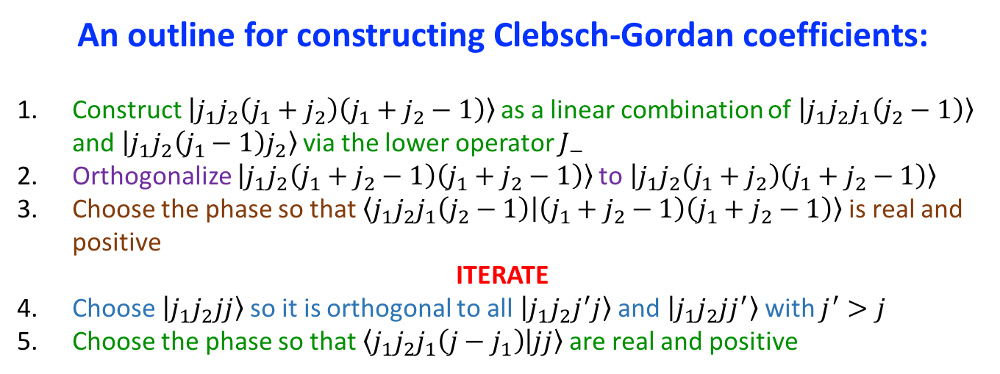 An outline for constructing Clebsch-Gordan coefficients:
1. Construct |j₁j₂(j₁ + j₂)(j₁ + j₂ − 1)⟩ as a linear combination of |j₁j₂j₁(j₂ − 1)⟩
and |j₁j₂(j₁ − 1)j₂⟩ via the lower operator J₋
2. Orthogonalize |j₁j₂(j₁ + j₂ − 1)(j₁ + j₂ − 1)⟩ to |j₁j₂(j₁ + j₂)(j₁ + j₂ − 1)⟩
3. Choose the phase so that ⟨j₁j₂j₁(j₂ − 1)|(j₁ + j₂ − 1)(j₁ + j₂ − 1)⟩ is real and
positive
ITERATE
4. Choose |j₁j₂jj⟩ so it is orthogonal to all |j₁j₂j′j⟩ and |j₁j₂jj′⟩ with j′ > j
5. Choose the phase so that ⟨j₁j₂j₁(j − j₁)|jj⟩ are real and positive